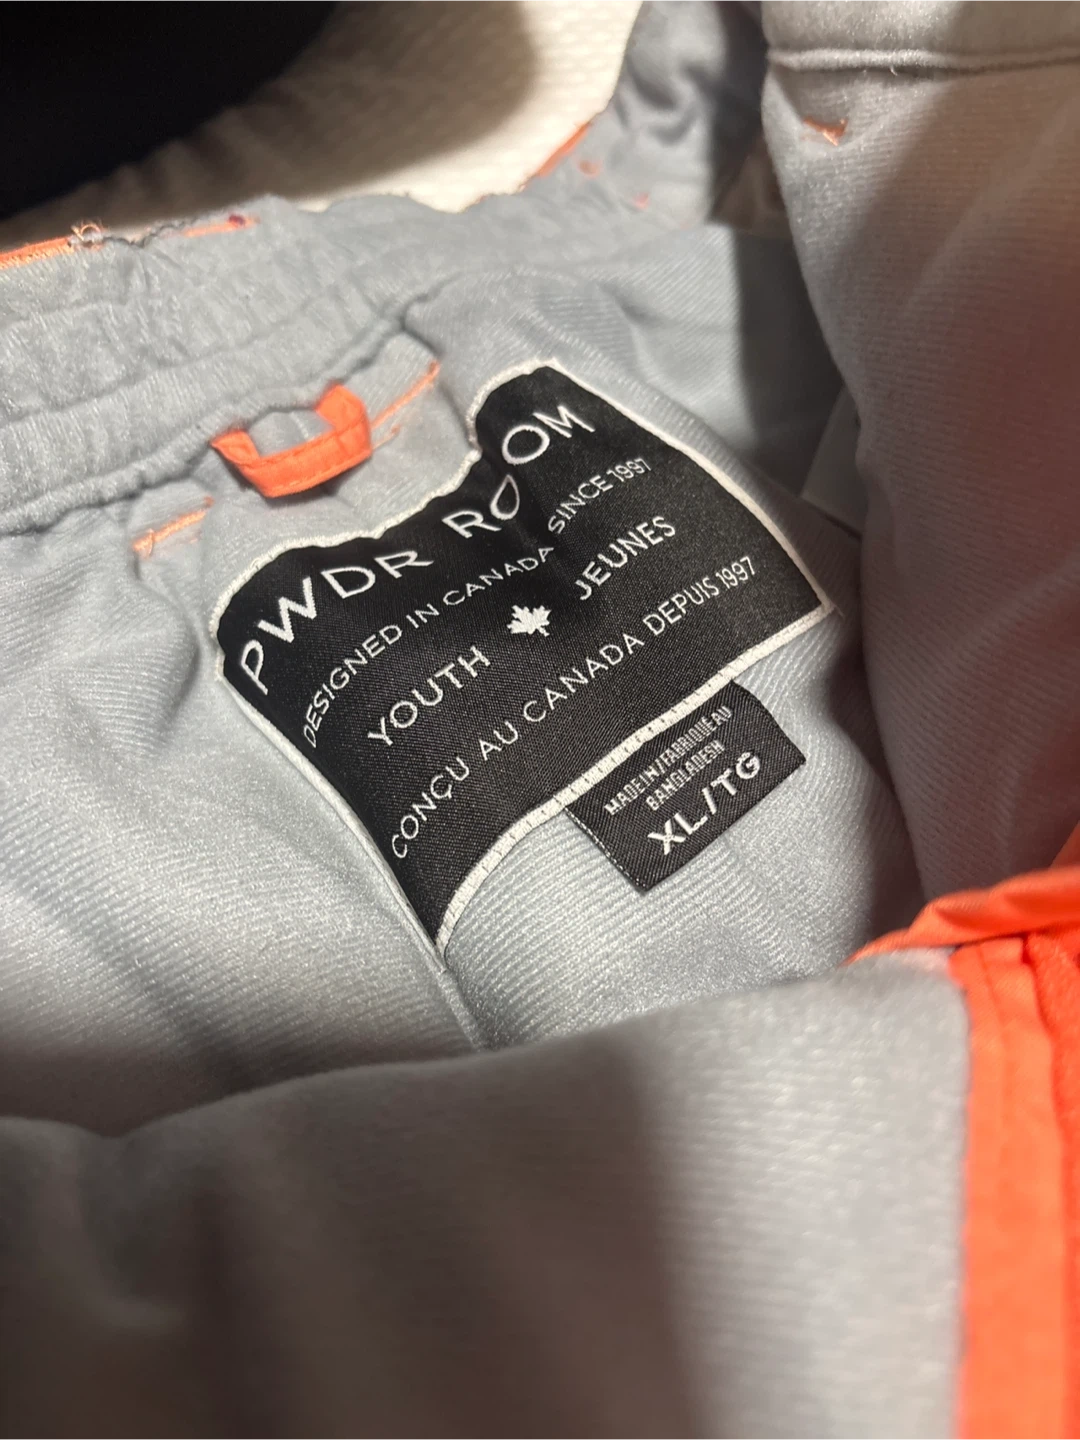 PWDR ROOM
DESIGNED IN CANADA SINCE 1997
YOUTH JEUNES
CONÇU AU CANADA DEPUIS 1997
MADE IN/FABRIQUÉ AU
BANGLADESH
XL/TG